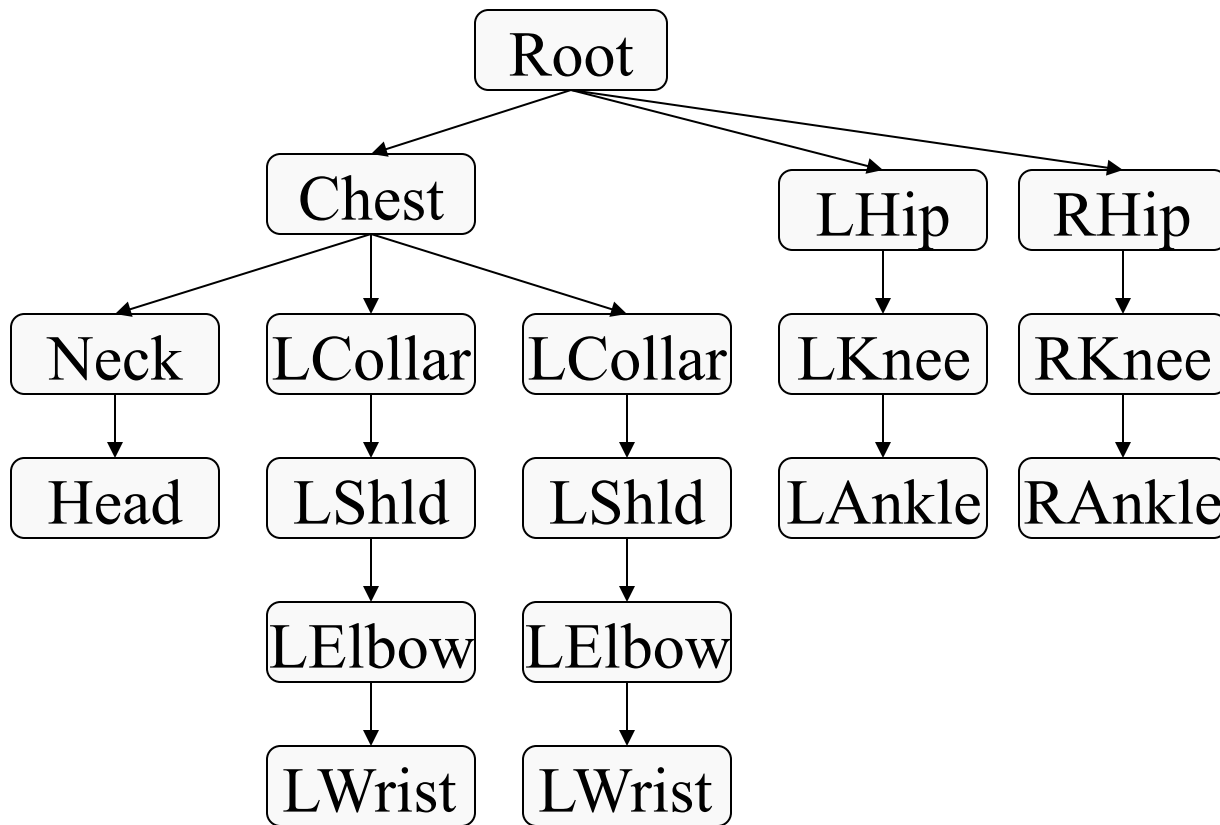 Root
Chest
LHip
RHip
Neck
LCollar
LCollar
LKnee
RKnee
Head
LShld
LShld
LAnkle
RAnkle
LElbow
LElbow
LWrist
LWrist